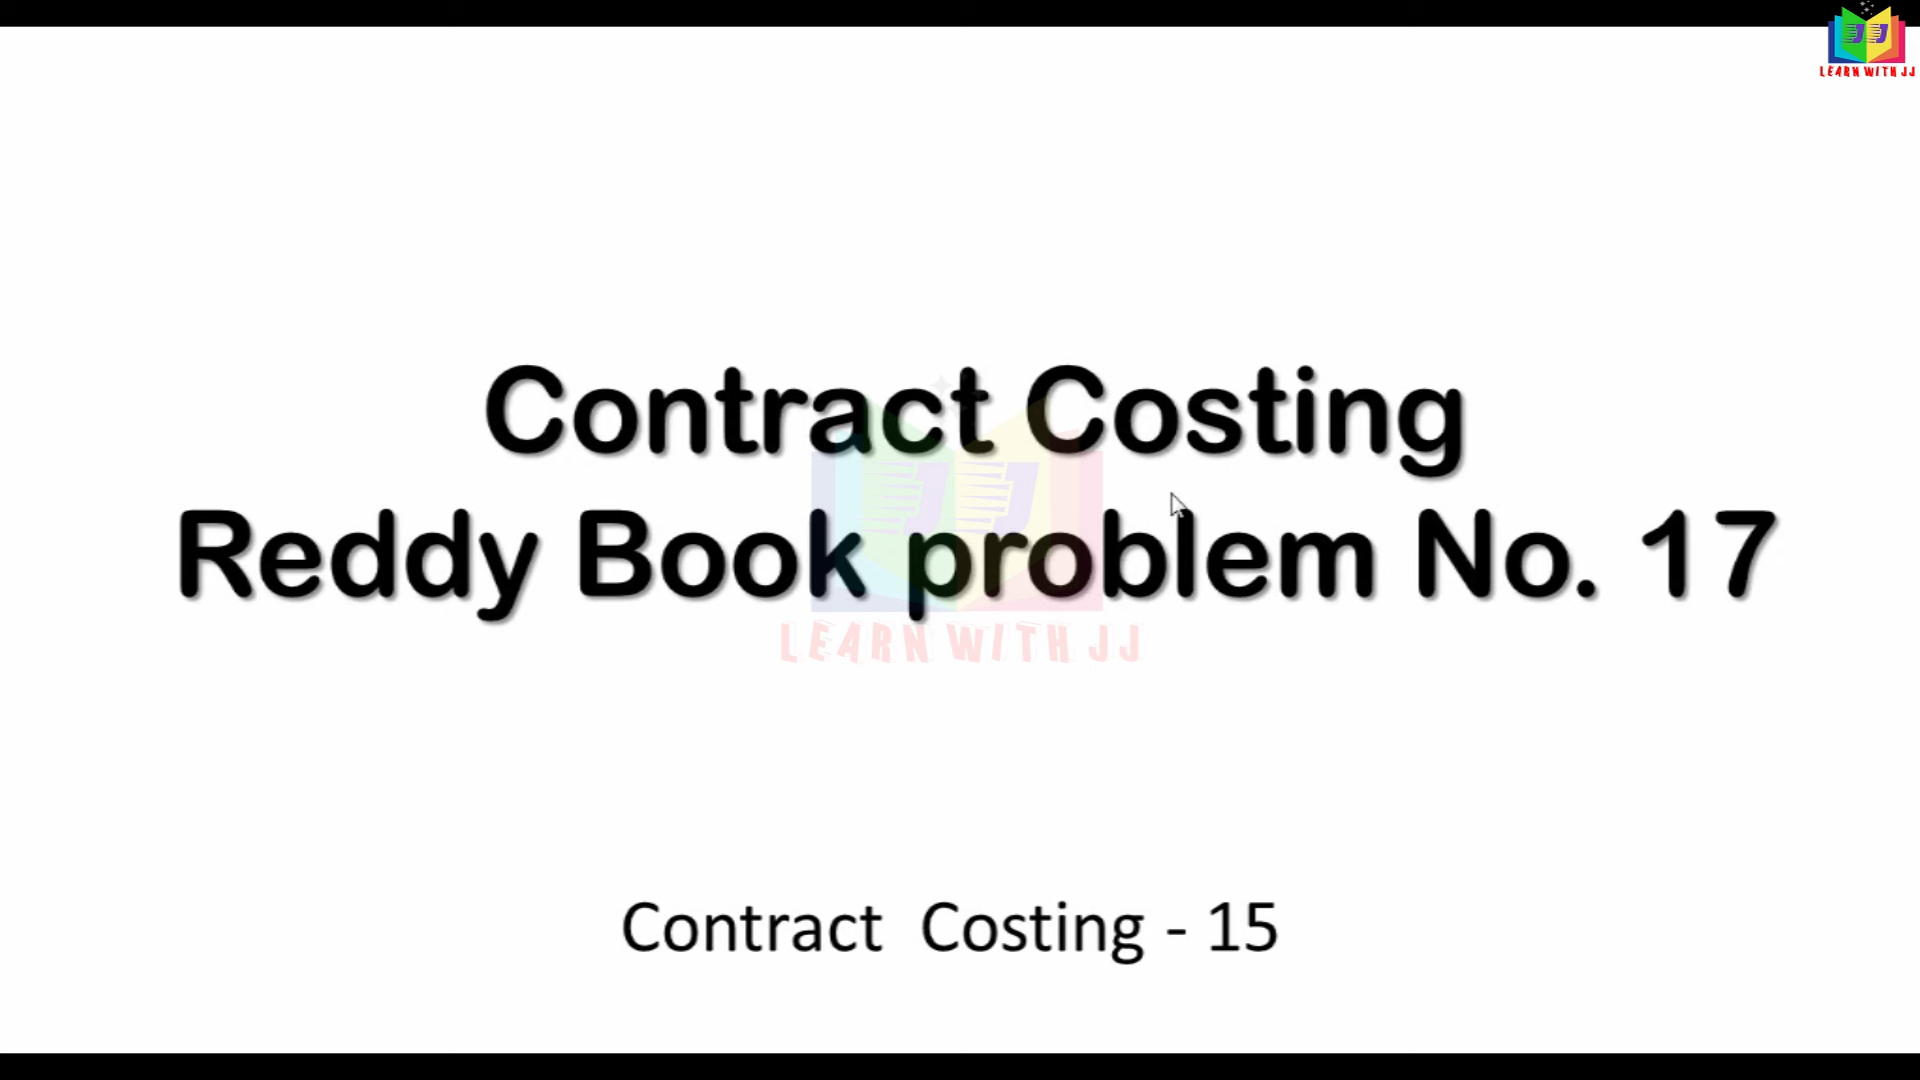 LEARN WITH JJ
Contract Costing
Reddy Book problem No. 17
LEARN WITH JJ
Contract Costing - 15